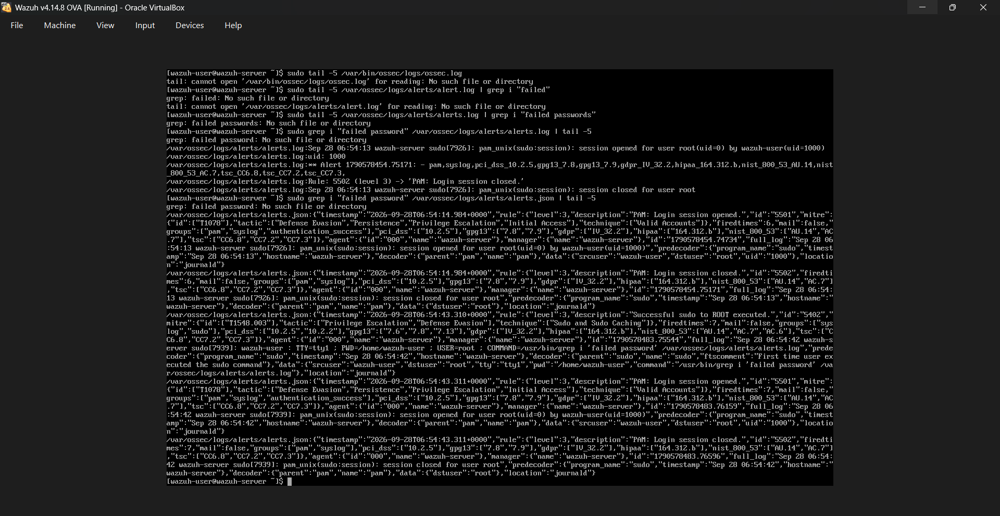 Wazuh v4.14.8 OVA [Running] - Oracle VirtualBox
File Machine View Input Devices Help
[wazuh-user@wazuh-server ~]$ sudo tail -5 /var/bin/ossec/logs/ossec.log
tail: cannot open '/var/bin/ossec/logs/ossec.log' for reading: No such file or directory
[wazuh-user@wazuh-server ~]$ sudo tail -5 /var/ossec/logs/alerts/alert.log | grep i "failed"
grep: failed: No such file or directory
tail: cannot open '/var/ossec/logs/alerts/alert.log' for reading: No such file or directory
[wazuh-user@wazuh-server ~]$ sudo tail -5 /var/ossec/logs/alerts/alerts.log | grep i "failed passwords"
grep: failed passwords: No such file or directory
[wazuh-user@wazuh-server ~]$ sudo grep i "failed password" /var/ossec/logs/alerts/alerts.log | tail -5
grep: failed password: No such file or directory
/var/ossec/logs/alerts/alerts.log:Sep 28 06:54:13 wazuh-server sudo[7926]: pam_unix(sudo:session): session opened for user root(uid=0) by wazuh-user(uid=1000)
/var/ossec/logs/alerts/alerts.log:uid: 1000
/var/ossec/logs/alerts/alerts.log:** Alert 1790578454.75171: - pam,syslog,pci_dss_10.2.5,gpg13_7.8,gpg13_7.9,gdpr_IV_32.2,hipaa_164.312.b,nist_800_53_AU.14,nist
_800_53_AC.7,tsc_CC6.8,tsc_CC7.2,tsc_CC7.3,
/var/ossec/logs/alerts/alerts.log:Rule: 5502 (level 3) -> 'PAM: Login session closed.'
/var/ossec/logs/alerts/alerts.log:Sep 28 06:54:13 wazuh-server sudo[7926]: pam_unix(sudo:session): session closed for user root
[wazuh-user@wazuh-server ~]$ sudo grep i "failed password" /var/ossec/logs/alerts/alerts.json | tail -5
grep: failed password: No such file or directory
/var/ossec/logs/alerts/alerts.json:{"timestamp":"2026-09-28T06:54:14.984+0000","rule":{"level":3,"description":"PAM: Login session opened.","id":"5501","mitre":
{"id":["T1078"],"tactic":["Defense Evasion","Persistence","Privilege Escalation","Initial Access"],"technique":["Valid Accounts"]},"firedtimes":6,"mail":false,"
groups":["pam","syslog","authentication_success"],"pci_dss":["10.2.5"],"gpg13":["7.8","7.9"],"gdpr":["IV_32.2"],"hipaa":["164.312.b"],"nist_800_53":["AU.14","AC
.7"],"tsc":["CC6.8","CC7.2","CC7.3"]},"agent":{"id":"000","name":"wazuh-server"},"manager":{"name":"wazuh-server"},"id":"1790578454.74734","full_log":"Sep 28 06
:54:13 wazuh-server sudo[7926]: pam_unix(sudo:session): session opened for user root(uid=0) by wazuh-user(uid=1000)","predecoder":{"program_name":"sudo","timest
amp":"Sep 28 06:54:13","hostname":"wazuh-server"},"decoder":{"parent":"pam","name":"pam"},"data":{"srcuser":"wazuh-user","dstuser":"root","uid":"1000"},"locatio
n":"journald"}
/var/ossec/logs/alerts/alerts.json:{"timestamp":"2026-09-28T06:54:14.984+0000","rule":{"level":3,"description":"PAM: Login session closed.","id":"5502","firedti
mes":6,"mail":false,"groups":["pam","syslog"],"pci_dss":["10.2.5"],"gpg13":["7.8","7.9"],"gdpr":["IV_32.2"],"hipaa":["164.312.b"],"nist_800_53":["AU.14","AC.7"]
,"tsc":["CC6.8","CC7.2","CC7.3"]},"agent":{"id":"000","name":"wazuh-server"},"manager":{"name":"wazuh-server"},"id":"1790578454.75171","full_log":"Sep 28 06:54:
13 wazuh-server sudo[7926]: pam_unix(sudo:session): session closed for user root","predecoder":{"program_name":"sudo","timestamp":"Sep 28 06:54:13","hostname":"
wazuh-server"},"decoder":{"parent":"pam","name":"pam"},"data":{"dstuser":"root"},"location":"journald"}
/var/ossec/logs/alerts/alerts.json:{"timestamp":"2026-09-28T06:54:43.310+0000","rule":{"level":3,"description":"Successful sudo to ROOT executed.","id":"5402","
mitre":{"id":["T1548.003"],"tactic":["Privilege Escalation","Defense Evasion"],"technique":["Sudo and Sudo Caching"]},"firedtimes":7,"mail":false,"groups":["sys
log","sudo"],"pci_dss":["10.2.5","10.2.2"],"gpg13":["7.6","7.8","7.13"],"gdpr":["IV_32.2"],"hipaa":["164.312.b"],"nist_800_53":["AU.14","AC.7","AC.6"],"tsc":["C
C6.8","CC7.2","CC7.3"]},"agent":{"id":"000","name":"wazuh-server"},"manager":{"name":"wazuh-server"},"id":"1790578483.75544","full_log":"Sep 28 06:54:42 wazuh-s
erver sudo[7939]: wazuh-user : TTY=tty1 ; PWD=/home/wazuh-user ; USER=root ; COMMAND=/usr/bin/grep i 'failed password' /var/ossec/logs/alerts/alerts.log","prede
coder":{"program_name":"sudo","timestamp":"Sep 28 06:54:42","hostname":"wazuh-server"},"decoder":{"parent":"sudo","name":"sudo","ftscomment":"First time user ex
ecuted the sudo command"},"data":{"srcuser":"wazuh-user","dstuser":"root","tty":"tty1","pwd":"/home/wazuh-user","command":"/usr/bin/grep i 'failed password' /va
r/ossec/logs/alerts/alerts.log"},"location":"journald"}
/var/ossec/logs/alerts/alerts.json:{"timestamp":"2026-09-28T06:54:43.311+0000","rule":{"level":3,"description":"PAM: Login session opened.","id":"5501","mitre":
{"id":["T1078"],"tactic":["Defense Evasion","Persistence","Privilege Escalation","Initial Access"],"technique":["Valid Accounts"]},"firedtimes":7,"mail":false,"
groups":["pam","syslog","authentication_success"],"pci_dss":["10.2.5"],"gpg13":["7.8","7.9"],"gdpr":["IV_32.2"],"hipaa":["164.312.b"],"nist_800_53":["AU.14","AC
.7"],"tsc":["CC6.8","CC7.2","CC7.3"]},"agent":{"id":"000","name":"wazuh-server"},"manager":{"name":"wazuh-server"},"id":"1790578483.76159","full_log":"Sep 28 06
:54:42 wazuh-server sudo[7939]: pam_unix(sudo:session): session opened for user root(uid=0) by wazuh-user(uid=1000)","predecoder":{"program_name":"sudo","timest
amp":"Sep 28 06:54:42","hostname":"wazuh-server"},"decoder":{"parent":"pam","name":"pam"},"data":{"srcuser":"wazuh-user","dstuser":"root","uid":"1000"},"locatio
n":"journald"}
/var/ossec/logs/alerts/alerts.json:{"timestamp":"2026-09-28T06:54:43.311+0000","rule":{"level":3,"description":"PAM: Login session closed.","id":"5502","firedti
mes":7,"mail":false,"groups":["pam","syslog"],"pci_dss":["10.2.5"],"gpg13":["7.8","7.9"],"gdpr":["IV_32.2"],"hipaa":["164.312.b"],"nist_800_53":["AU.14","AC.7"]
,"tsc":["CC6.8","CC7.2","CC7.3"]},"agent":{"id":"000","name":"wazuh-server"},"manager":{"name":"wazuh-server"},"id":"1790578483.76596","full_log":"Sep 28 06:54:
42 wazuh-server sudo[7939]: pam_unix(sudo:session): session closed for user root","predecoder":{"program_name":"sudo","timestamp":"Sep 28 06:54:42","hostname":"
wazuh-server"},"decoder":{"parent":"pam","name":"pam"},"data":{"dstuser":"root"},"location":"journald"}
[wazuh-user@wazuh-server ~]$